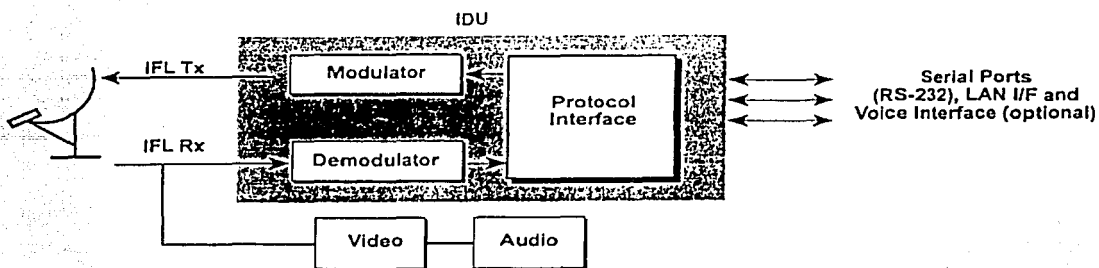 IDU
IFL Tx
Modulator
Protocol
Interface
Serial Ports
(RS-232), LAN I/F and
Voice Interface (optional)
IFL Rx
Demodulator
Video
Audio